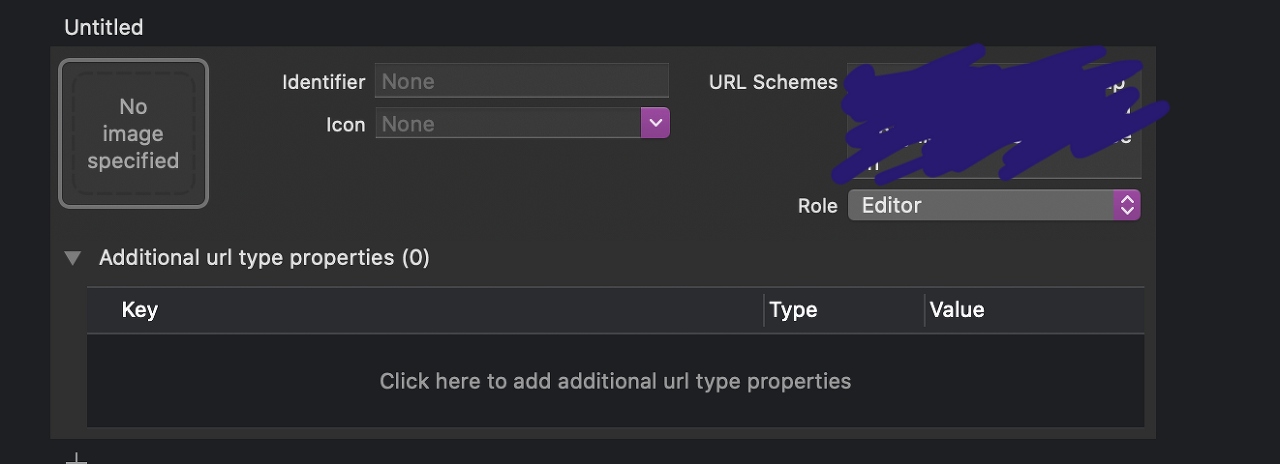 Untitled
No
image
specified
Identifier None
Icon None
URL Schemes
Role Editor
Additional url type properties (0)
Key Type Value
Click here to add additional url type properties